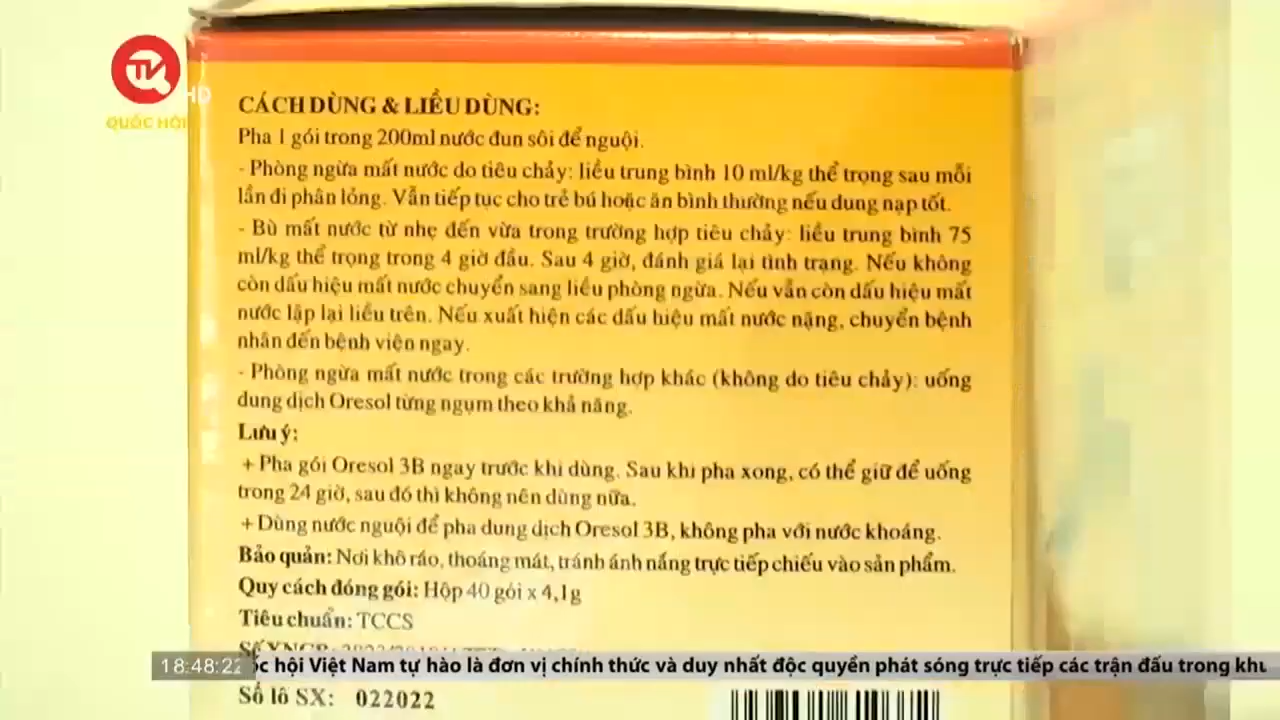 TV
HD
QUỐC HỘI
CÁCH DÙNG & LIỀU DÙNG:
Pha 1 gói trong 200ml nước đun sôi để nguội.
- Phòng ngừa mất nước do tiêu chảy: liều trung bình 10 ml/kg thể trọng sau mỗi
lần đi phân lỏng. Vẫn tiếp tục cho trẻ bú hoặc ăn bình thường nếu dung nạp tốt.
- Bù mất nước từ nhẹ đến vừa trong trường hợp tiêu chảy: liều trung bình 75
ml/kg thể trọng trong 4 giờ đầu. Sau 4 giờ, đánh giá lại tình trạng. Nếu không
còn dấu hiệu mất nước chuyển sang liều phòng ngừa. Nếu vẫn còn dấu hiệu mất
nước lặp lại liều trên. Nếu xuất hiện các dấu hiệu mất nước nặng, chuyển bệnh
nhân đến bệnh viện ngay.
- Phòng ngừa mất nước trong các trường hợp khác (không do tiêu chảy): uống
dung dịch Oresol từng ngụm theo khả năng.
Lưu ý:
+ Pha gói Oresol 3B ngay trước khi dùng. Sau khi pha xong, có thể giữ để uống
trong 24 giờ, sau đó thì không nên dùng nữa.
+ Dùng nước nguội để pha dung dịch Oresol 3B, không pha với nước khoáng.
Bảo quản: Nơi khô ráo, thoáng mát, tránh ánh nắng trực tiếp chiếu vào sản phẩm.
Quy cách đóng gói: Hộp 40 gói x 4,1g
Tiêu chuẩn: TCCS
18:48:22 ốc hội Việt Nam tự hào là đơn vị chính thức và duy nhất độc quyền phát sóng trực tiếp các trận đấu trong khu
Số lô SX: 022022